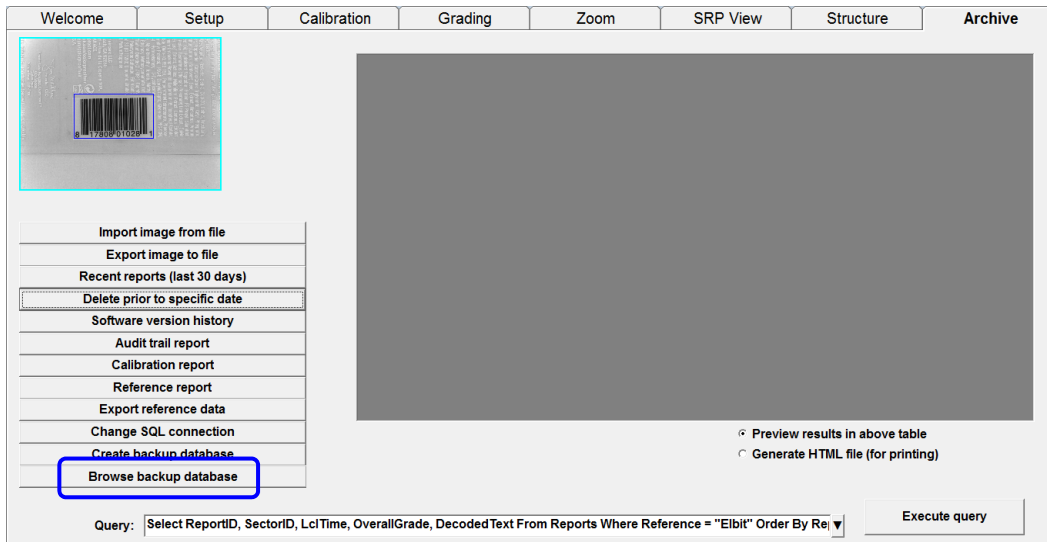 Welcome Setup Calibration Grading Zoom SRP View Structure Archive
8 17808 01028 1
Import image from file
Export image to file
Recent reports (last 30 days)
Delete prior to specific date
Software version history
Audit trail report
Calibration report
Reference report
Export reference data
Change SQL connection
Create backup database
Browse backup database
Preview results in above table
Generate HTML file (for printing)
Query: Select ReportID, SectorID, LclTime, OverallGrade, DecodedText From Reports Where Reference = "Elbit" Order By Re
Execute query